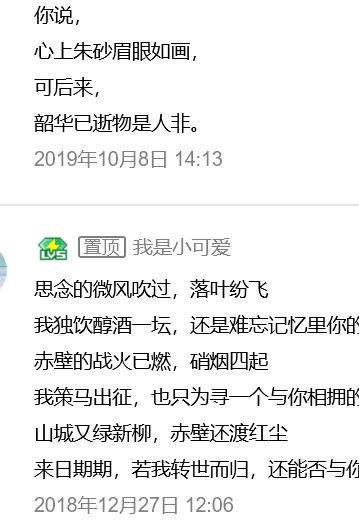 你说，
心上朱砂眉眼如画，
可后来，
韶华已逝物是人非。
2019年10月8日 14:13
LV5 置顶 我是小可爱
思念的微风吹过，落叶纷飞
我独饮醇酒一坛，还是难忘记忆里你的
赤壁的战火已燃，硝烟四起
我策马出征，也只为寻一个与你相拥的
山城又绿新柳，赤壁还渡红尘
来日期期，若我转世而归，还能否与你
2018年12月27日 12:06